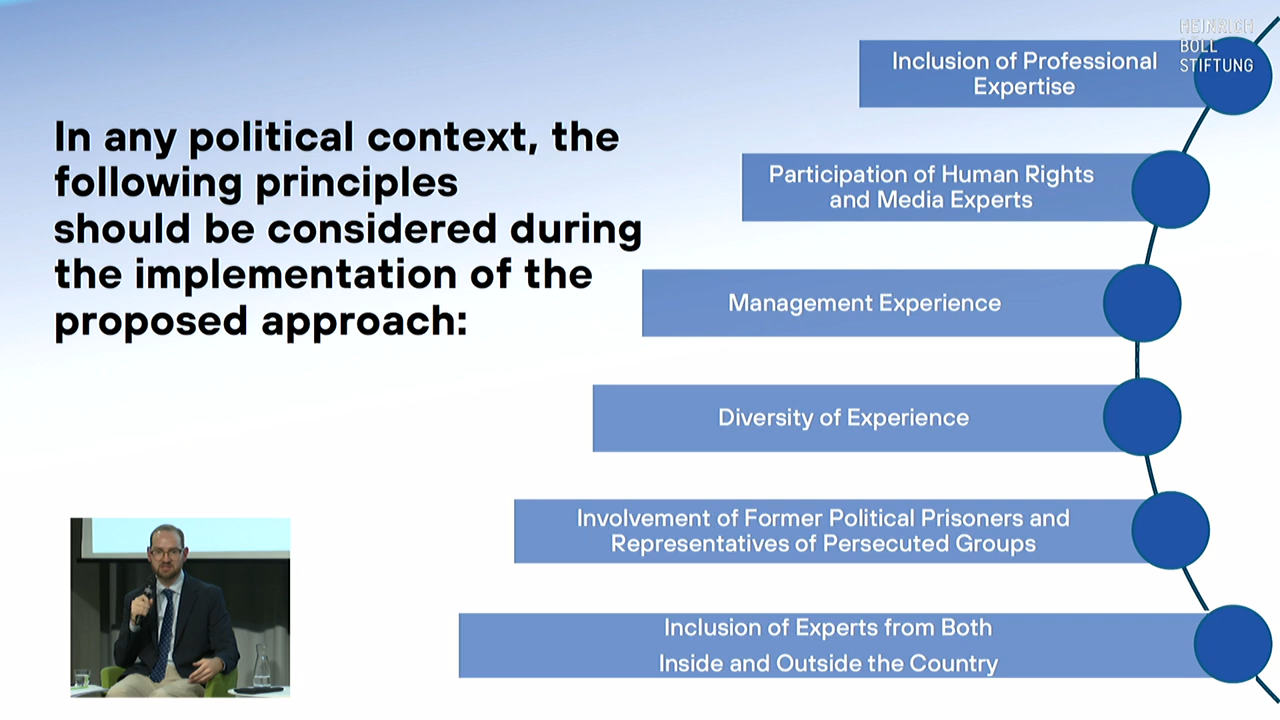 HEINRICH
BÖLL
STIFTUNG
In any political context, the
following principles
should be considered during
the implementation of the
proposed approach:
Inclusion of Professional
Expertise
Participation of Human Rights
and Media Experts
Management Experience
Diversity of Experience
Involvement of Former Political Prisoners and
Representatives of Persecuted Groups
Inclusion of Experts from Both
Inside and Outside the Country